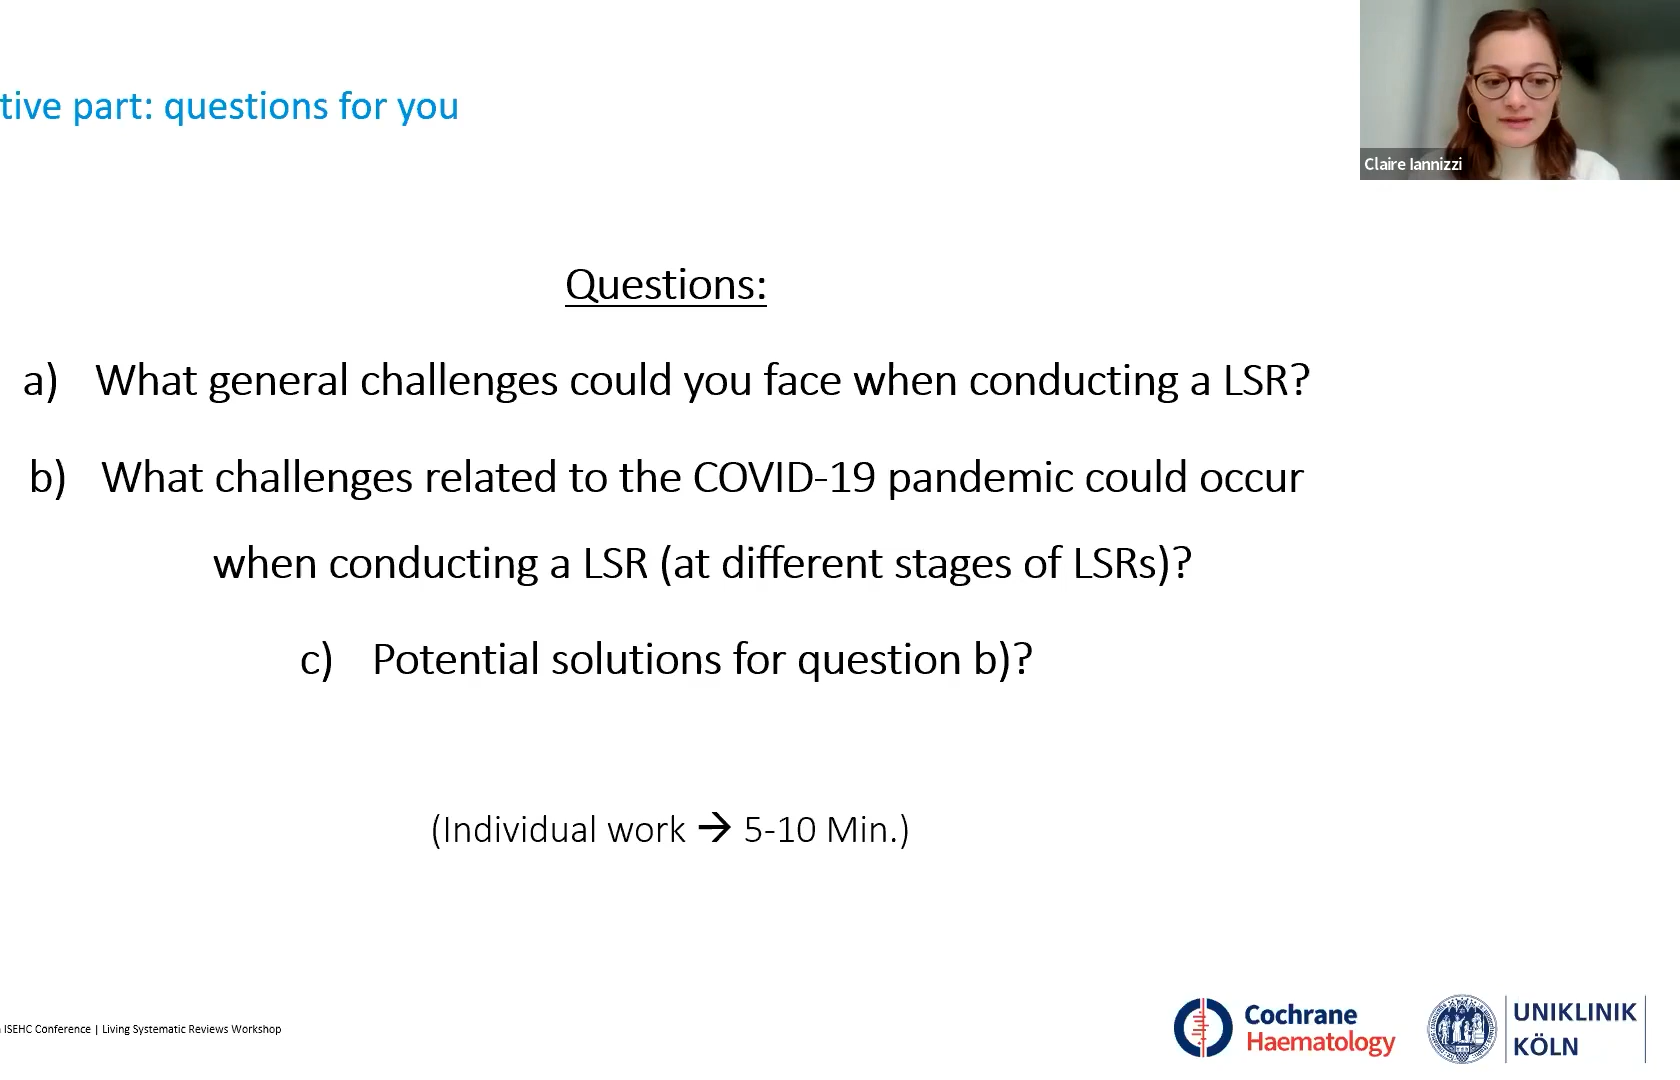 tive part: questions for you
Claire Iannizzi
Questions:
a) What general challenges could you face when conducting a LSR?
b) What challenges related to the COVID-19 pandemic could occur
when conducting a LSR (at different stages of LSRs)?
c) Potential solutions for question b)?
(Individual work → 5-10 Min.)
ISEHC Conference | Living Systematic Reviews Workshop
Cochrane
Haematology
UNIKLINIK
KÖLN